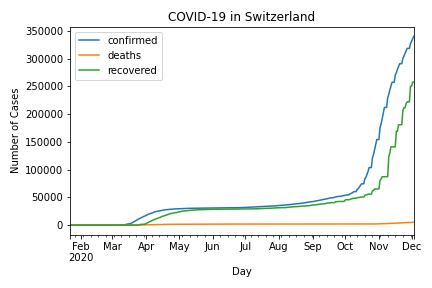 COVID-19 in Switzerland
confirmed
deaths
recovered
Number of Cases
350000
300000
250000
200000
150000
100000
50000
0
Feb Mar Apr May Jun Jul Aug Sep Oct Nov Dec
2020
Day